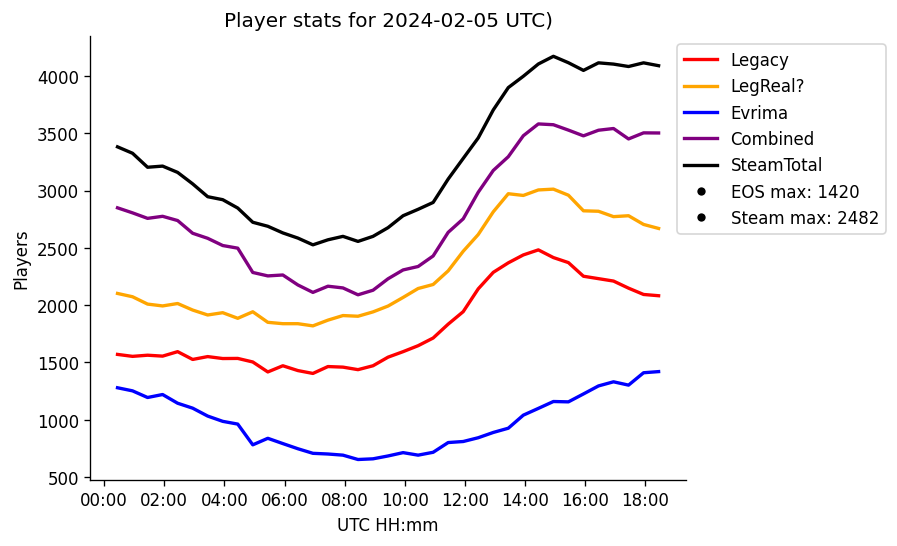 Player stats for 2024-02-05 UTC)
Players
4000
3500
3000
2500
2000
1500
1000
500
00:00 02:00 04:00 06:00 08:00 10:00 12:00 14:00 16:00 18:00
UTC HH:mm
Legacy
LegReal?
Evrima
Combined
SteamTotal
EOS max: 1420
Steam max: 2482